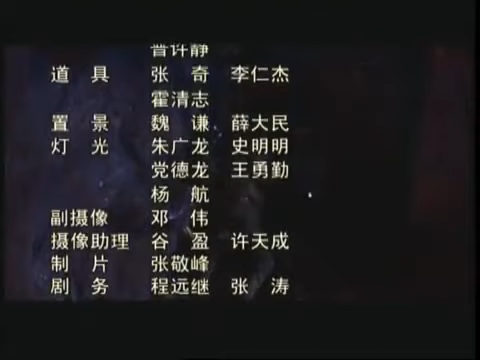 晋许静
道具 张奇 李仁杰
霍清志
置景 魏谦 薛大民
灯光 朱广龙 史明明
党德龙 王勇勤
杨航
副摄像 邓伟
摄像助理 谷盈 许天成
制片 张敬峰
剧务 程远继 张涛